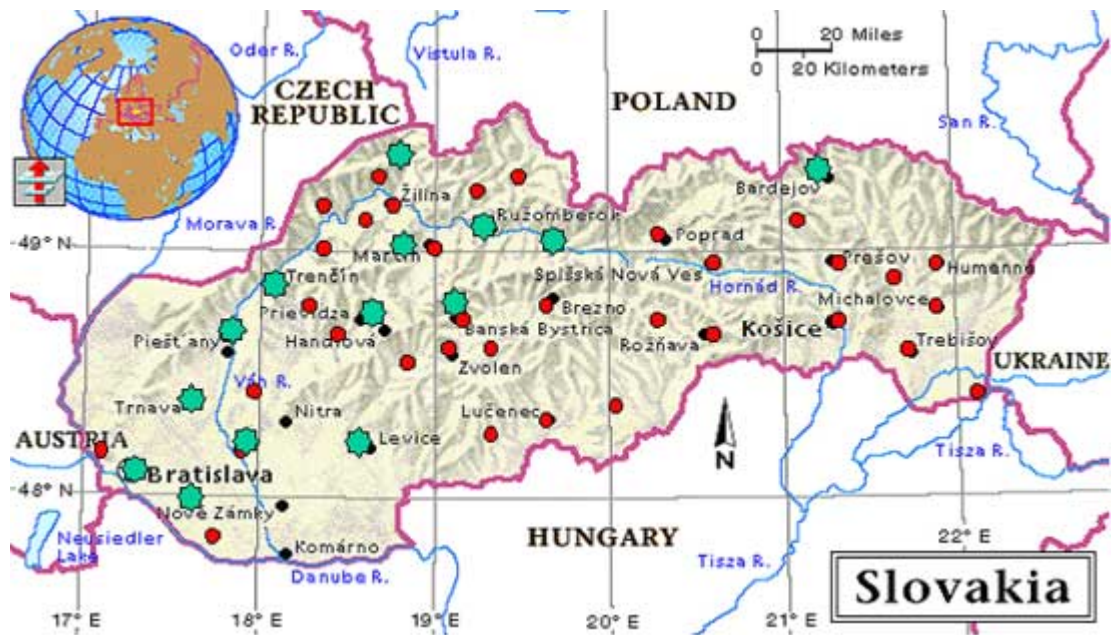 Oder R.
Vistula R.
0 20 Miles
0 20 Kilometers
CZECH
REPUBLIC
POLAND
San R.
Bardejov
Žilina
Morava R.
Ružomberok
49° N
Martin
Poprad
Prešov
Humenné
Trenčín
Spišská Nová Ves
Hornád R.
Prievidza
Brezno
Michalovce
Banská Bystrica
Košice
Piešťany
Handlová
Rožňava
Trebišov
Zvolen
UKRAINE
Váh R.
Trnava
Nitra
Lučenec
AUSTRIA
Levice
N
Tisza R.
Bratislava
48° N
Nové Zámky
HUNGARY
22° E
Neusiedler
Lake
Komárno
Tisza R.
Danube R.
Slovakia
17° E
18° E
19° E
20° E
21° E